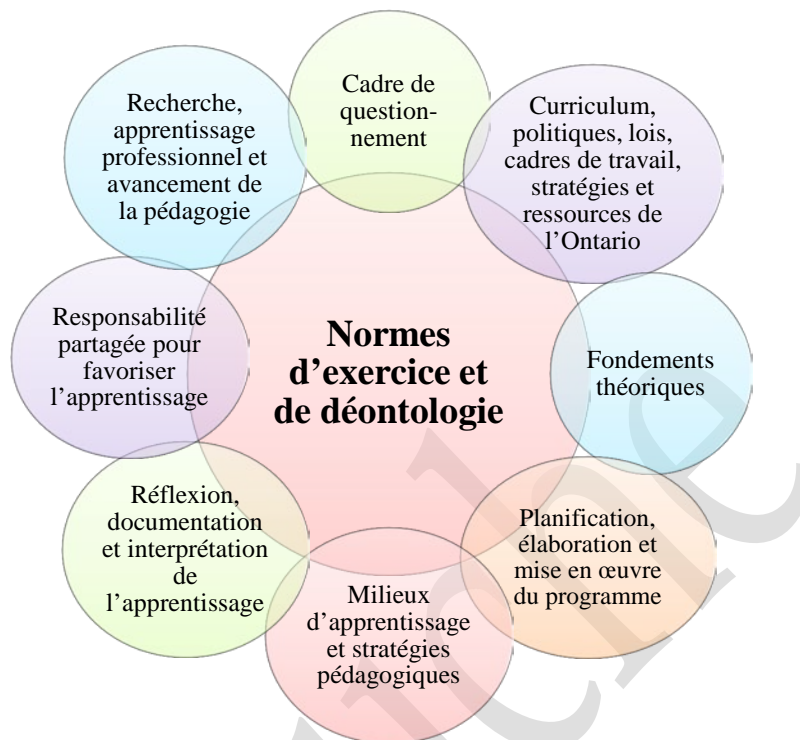 Cadre de
question-
nement
Curriculum,
politiques, lois,
cadres de travail,
stratégies et
ressources de
l’Ontario
Fondements
théoriques
Planification,
élaboration et
mise en œuvre
du programme
Milieux
d’apprentissage
et stratégies
pédagogiques
Réflexion,
documentation
et interprétation
de
l’apprentissage
Responsabilité
partagée pour
favoriser
l’apprentissage
Recherche,
apprentissage
professionnel et
avancement de
la pédagogie
Normes
d’exercice et
de déontologie